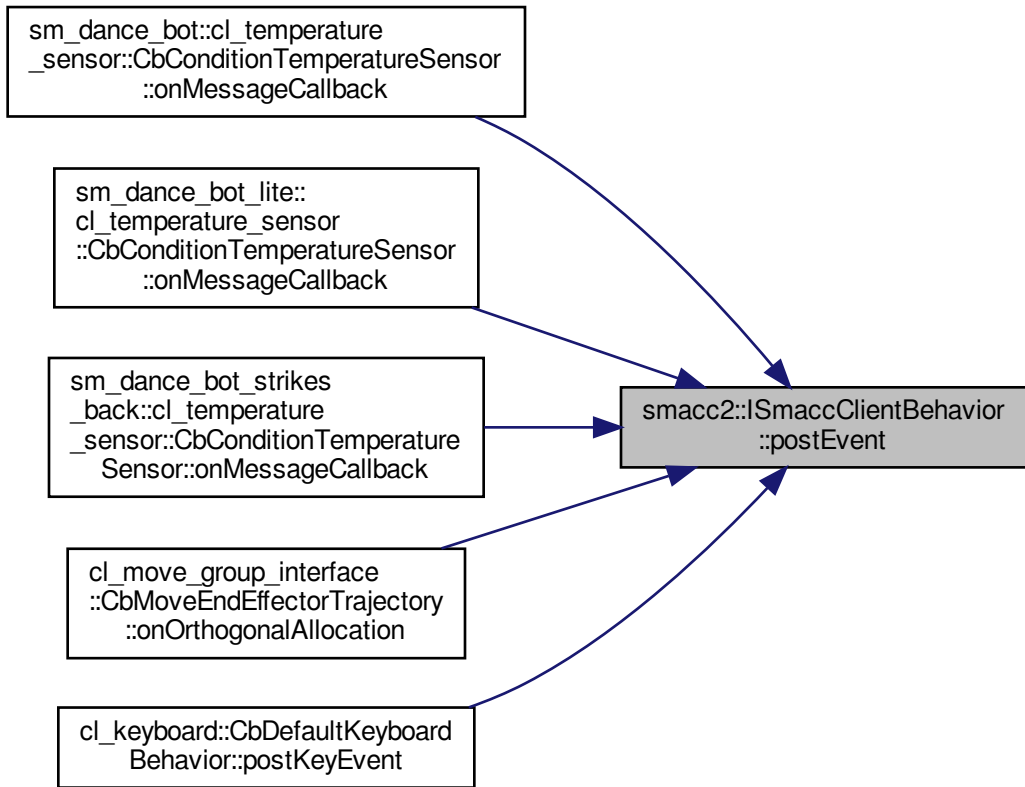 sm_dance_bot::cl_temperature
_sensor::CbConditionTemperatureSensor
::onMessageCallback
sm_dance_bot_lite::
cl_temperature_sensor
::CbConditionTemperatureSensor
::onMessageCallback
sm_dance_bot_strikes
_back::cl_temperature
_sensor::CbConditionTemperature
Sensor::onMessageCallback
smacc2::ISmaccClientBehavior
::postEvent
cl_move_group_interface
::CbMoveEndEffectorTrajectory
::onOrthogonalAllocation
cl_keyboard::CbDefaultKeyboard
Behavior::postKeyEvent